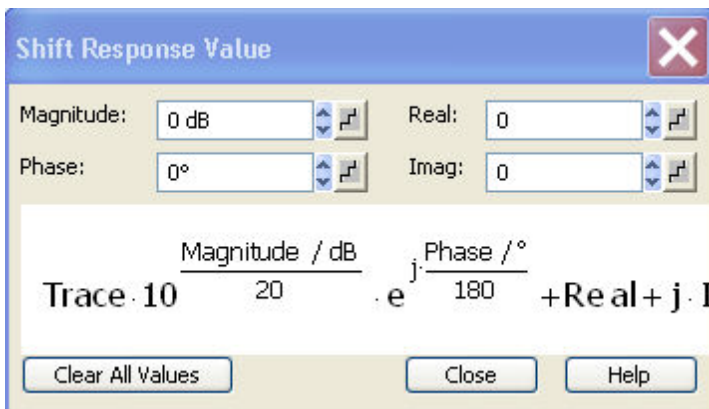 Shift Response Value
Magnitude: 0 dB Real: 0
Phase: 0° Imag: 0
Magnitude / dB Phase / °
Trace · 10 20 · e j· 180 +Real + j ·
Clear All Values Close Help